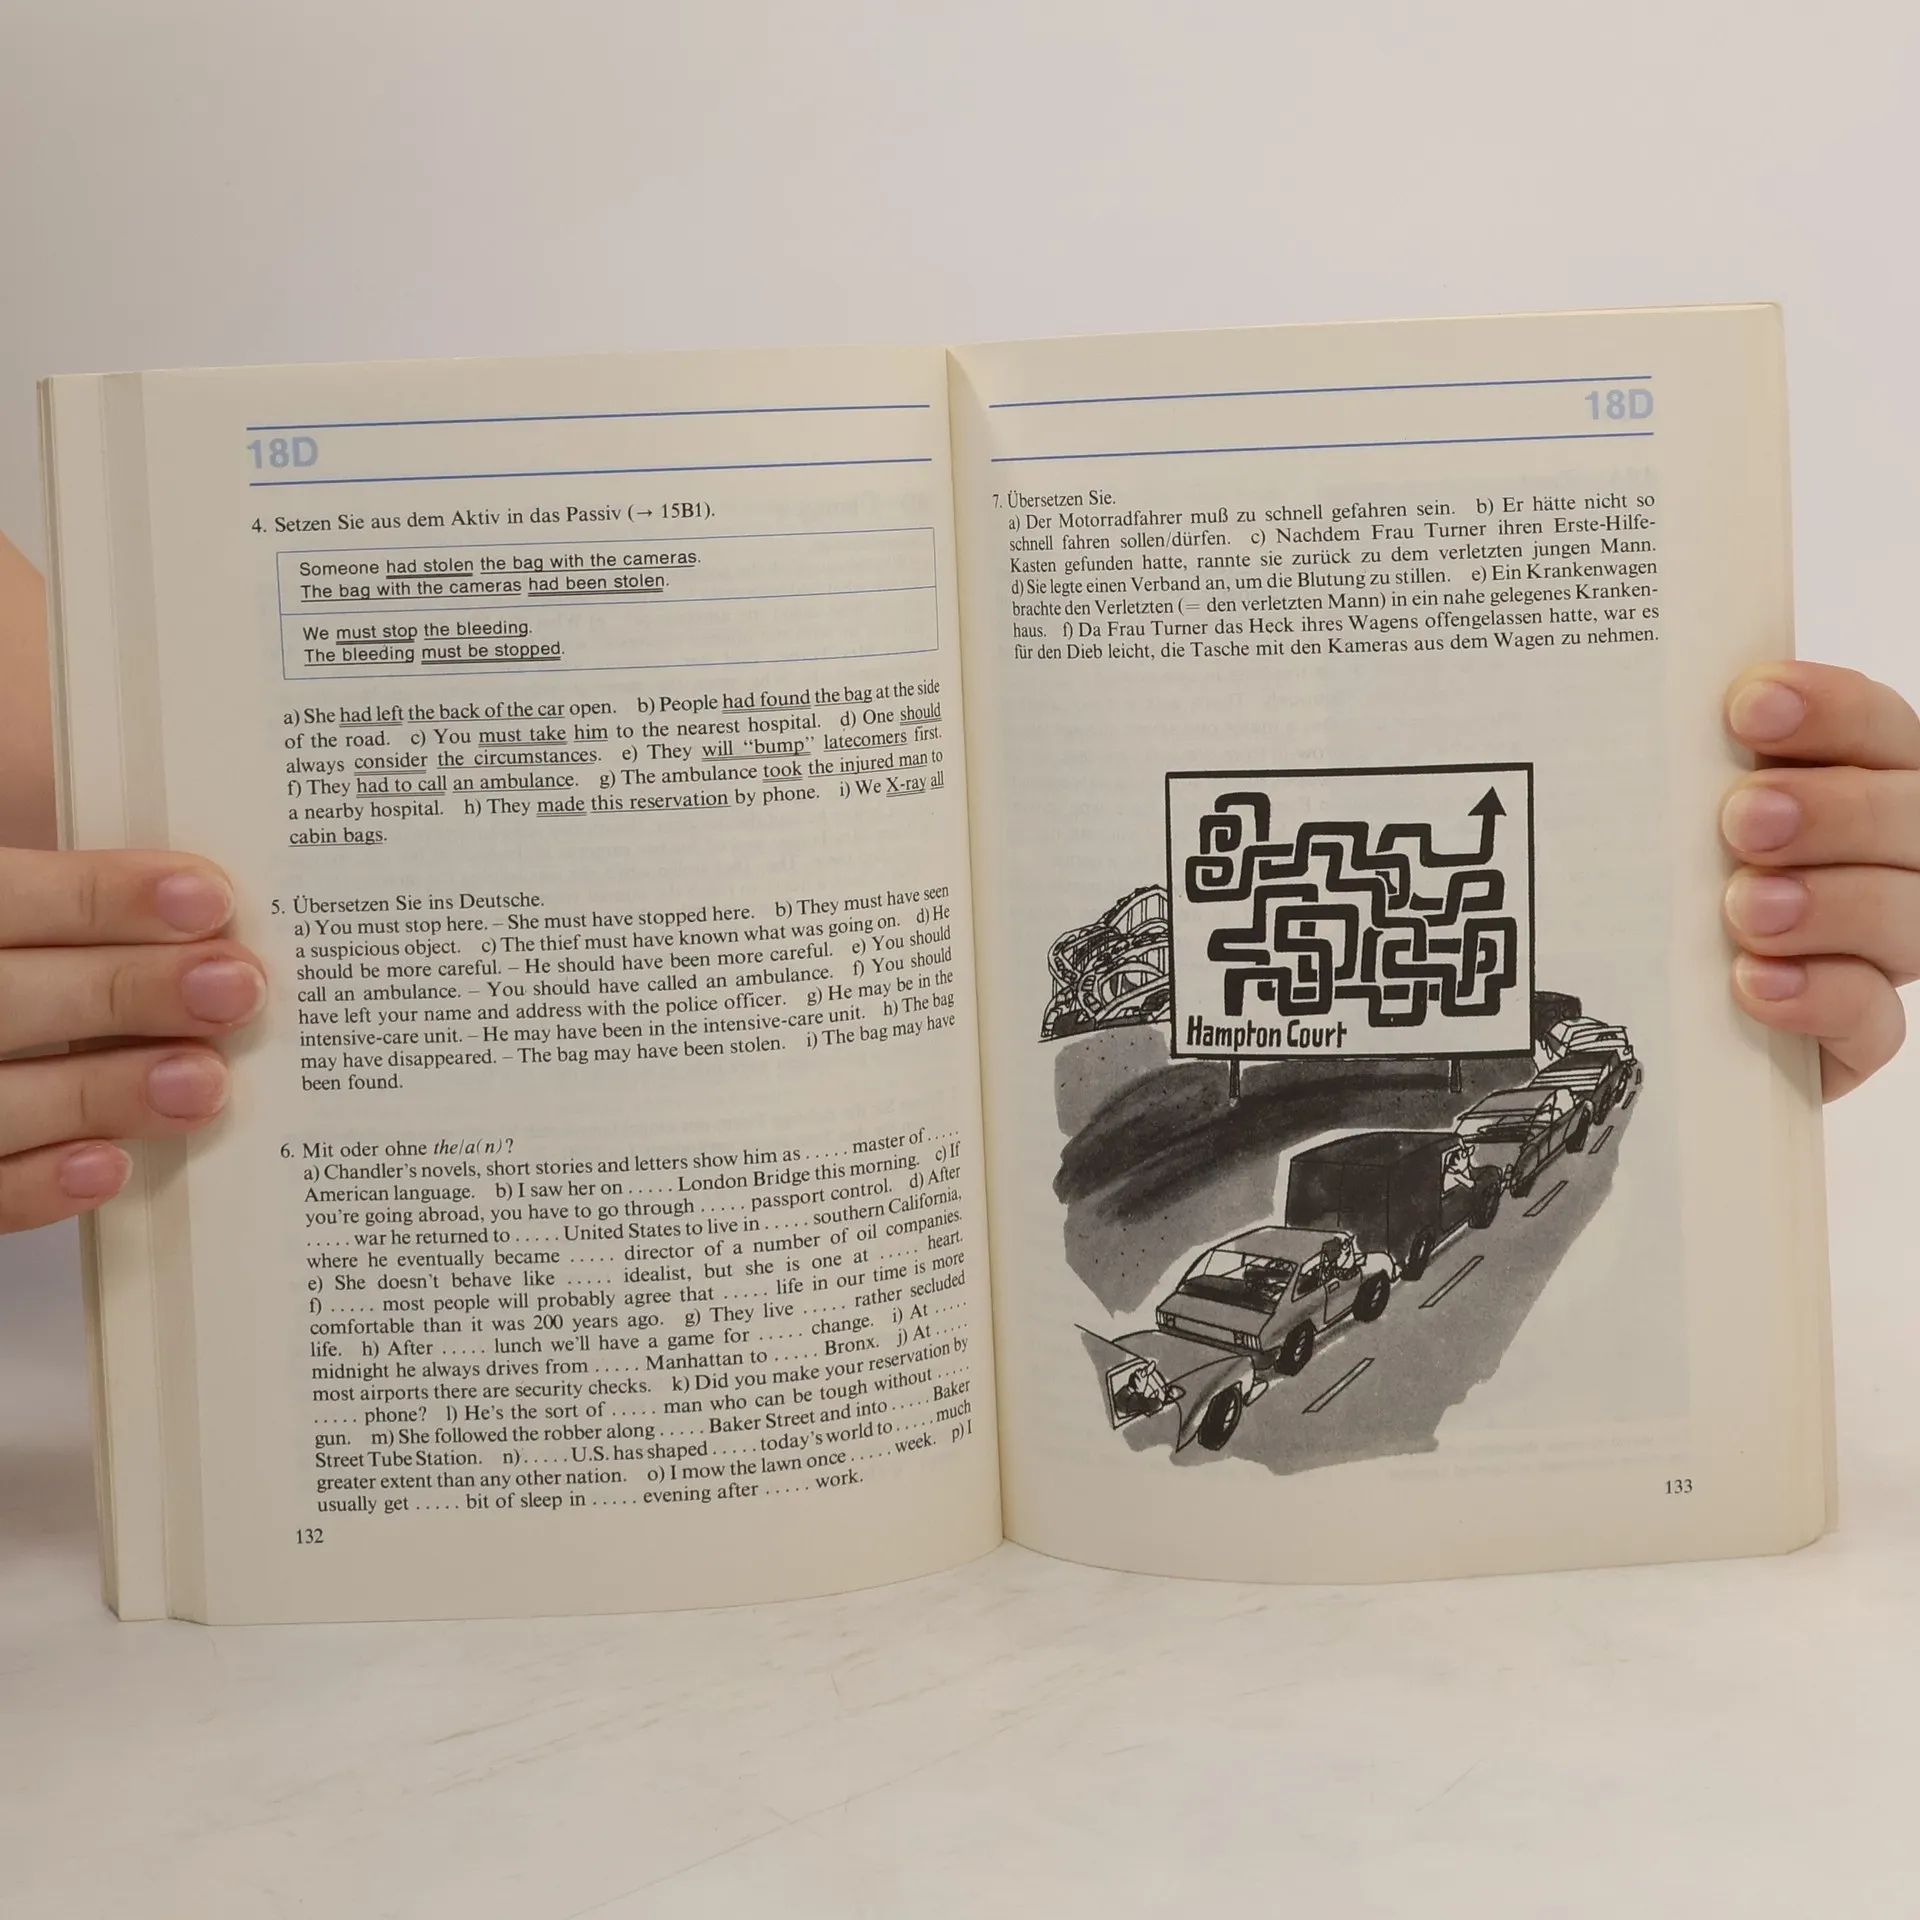 18D
4. Setzen Sie aus dem Aktiv in das Passiv (→ 15B1).
Someone had stolen the bag with the cameras.
The bag with the cameras had been stolen.
We must stop the bleeding.
The bleeding must be stopped.
a) She had left the back of the car open. b) People had found the bag at the side
of the road. c) You must take him to the nearest hospital. d) One should
always consider the circumstances. e) They will “bump” latecomers first.
f) They had to call an ambulance. g) The ambulance took the injured man to
a nearby hospital. h) They made this reservation by phone. i) We X-ray all
cabin bags.
5. Übersetzen Sie ins Deutsche.
a) You must stop here. – She must have stopped here. b) They must have seen
a suspicious object. c) The thief must have known what was going on. d) He
should be more careful. – He should have been more careful. e) You should
call an ambulance. – You should have called an ambulance. f) You should
have left your name and address with the police officer. g) He may be in the
intensive-care unit. – He may have been in the intensive-care unit. h) The bag
may have disappeared. – The bag may have been stolen. i) The bag may have
been found.
6. Mit oder ohne the/a(n)?
a) Chandler’s novels, short stories and letters show him as ..... master of .....
American language. b) I saw her on ..... London Bridge this morning. c) If
you’re going abroad, you have to go through ..... passport control. d) After
..... war he returned to ..... United States to live in ..... southern California,
where he eventually became ..... director of a number of oil companies.
e) She doesn’t behave like ..... idealist, but she is one at ..... heart.
f) ..... most people will probably agree that ..... life in our time is more
comfortable than it was 200 years ago. g) They live ..... rather secluded
life. h) After ..... lunch we’ll have a game for ..... change. i) At .....
midnight he always drives from ..... Manhattan to ..... Bronx. j) At .....
most airports there are security checks. k) Did you make your reservation by
..... phone? l) He’s the sort of ..... man who can be tough without .....
gun. m) She followed the robber along ..... Baker Street and into ..... Baker
Street Tube Station. n) ..... U.S. has shaped ..... today’s world to ..... much
greater extent than any other nation. o) I mow the lawn once ..... week. p) I
usually get ..... bit of sleep in ..... evening after ..... work.
132
18D
7. Übersetzen Sie.
a) Der Motorradfahrer muß zu schnell gefahren sein. b) Er hätte nicht so
schnell fahren sollen/dürfen. c) Nachdem Frau Turner ihren Erste-Hilfe-
Kasten gefunden hatte, rannte sie zurück zu dem verletzten jungen Mann.
d) Sie legte einen Verband an, um die Blutung zu stillen. e) Ein Krankenwagen
brachte den Verletzten (= den verletzten Mann) in ein nahe gelegenes Kranken-
haus. f) Da Frau Turner das Heck ihres Wagens offengelassen hatte, war es
für den Dieb leicht, die Tasche mit den Kameras aus dem Wagen zu nehmen.
Hampton Court
133